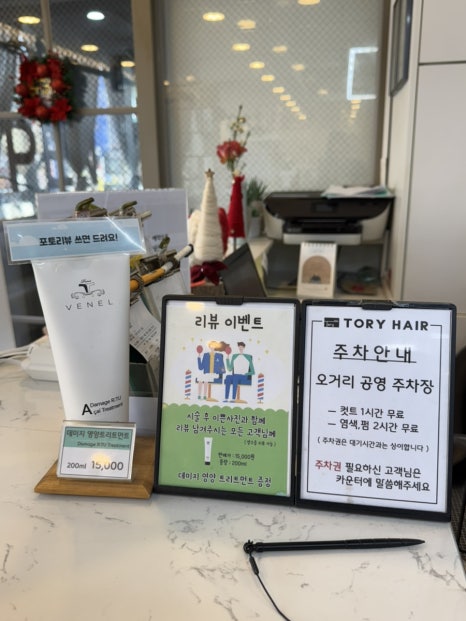 포토리뷰 쓰면 드려요!
VENEL
Damage R:TU
데미지 영양트리트먼트
Damage R:TU Treatment
200ml 15,000
리뷰 이벤트
시술 후 이쁜사진과 함께
리뷰 남겨주시는 모든 고객님께
판매가 : 15,000원
용량 : 200ml
데미지 영양 트리트먼트 증정
TORY HAIR
주차안내
오거리 공영 주차장
- 컷트 1시간 무료
- 염색,펌 2시간 무료
( 주차권은 대기시간과는 상이합니다 )
주차권 필요하신 고객님은
카운터에 말씀해주세요